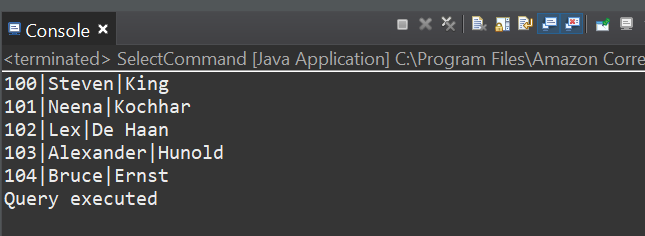 Console
<terminated> SelectCommand [Java Application] C:\Program Files\Amazon Corre
100|Steven|King
101|Neena|Kochhar
102|Lex|De Haan
103|Alexander|Hunold
104|Bruce|Ernst
Query executed